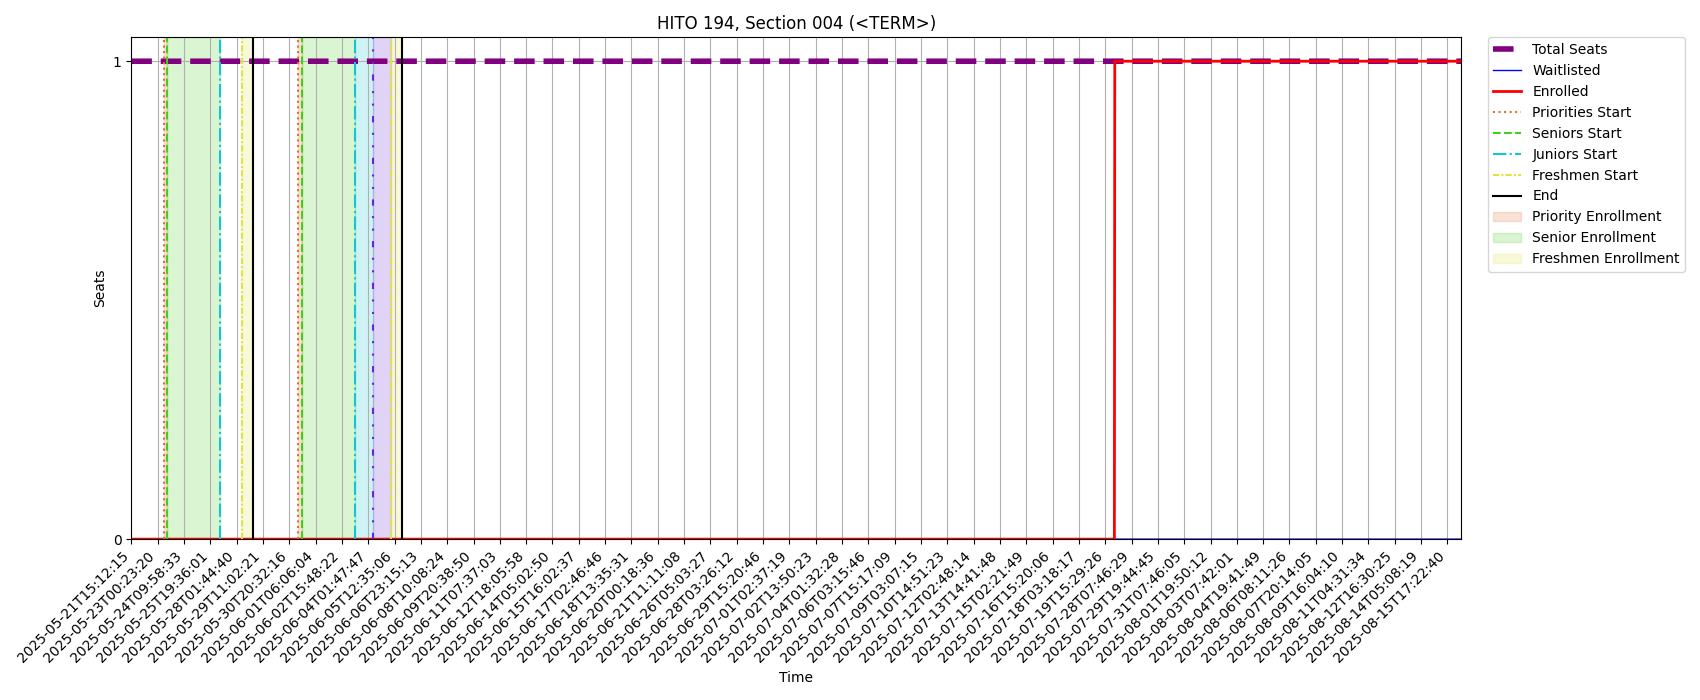 HITO 194, Section 004 (<TERM>)
Total Seats
Waitlisted
Enrolled
Priorities Start
Seniors Start
Juniors Start
Freshmen Start
End
Priority Enrollment
Senior Enrollment
Freshmen Enrollment
Seats
1
0
2025-05-21T15:12:15
2025-05-23T00:23:20
2025-05-24T09:58:33
2025-05-25T19:36:01
2025-05-28T01:44:40
2025-05-29T11:02:21
2025-05-30T20:32:16
2025-06-01T06:06:04
2025-06-02T15:48:22
2025-06-04T01:47:47
2025-06-05T12:35:06
2025-06-06T23:15:13
2025-06-08T10:08:24
2025-06-09T20:38:50
2025-06-11T07:37:03
2025-06-12T18:05:58
2025-06-14T05:02:50
2025-06-15T16:02:37
2025-06-17T02:46:46
2025-06-18T13:35:31
2025-06-20T00:18:36
2025-06-21T11:11:08
2025-06-26T05:03:27
2025-06-28T03:26:12
2025-06-29T15:20:46
2025-07-01T02:37:19
2025-07-02T13:50:23
2025-07-04T01:32:28
2025-07-06T03:15:46
2025-07-07T15:17:09
2025-07-09T03:07:15
2025-07-10T14:51:23
2025-07-12T02:48:14
2025-07-13T14:41:48
2025-07-15T02:21:49
2025-07-16T15:20:06
2025-07-18T03:18:17
2025-07-19T15:29:26
2025-07-28T07:46:29
2025-07-29T19:44:45
2025-07-31T07:46:05
2025-08-01T19:50:12
2025-08-03T07:42:01
2025-08-04T19:41:49
2025-08-06T08:11:26
2025-08-07T20:14:05
2025-08-09T16:04:10
2025-08-11T04:31:34
2025-08-12T16:30:25
2025-08-14T05:08:19
2025-08-15T17:22:40
Time